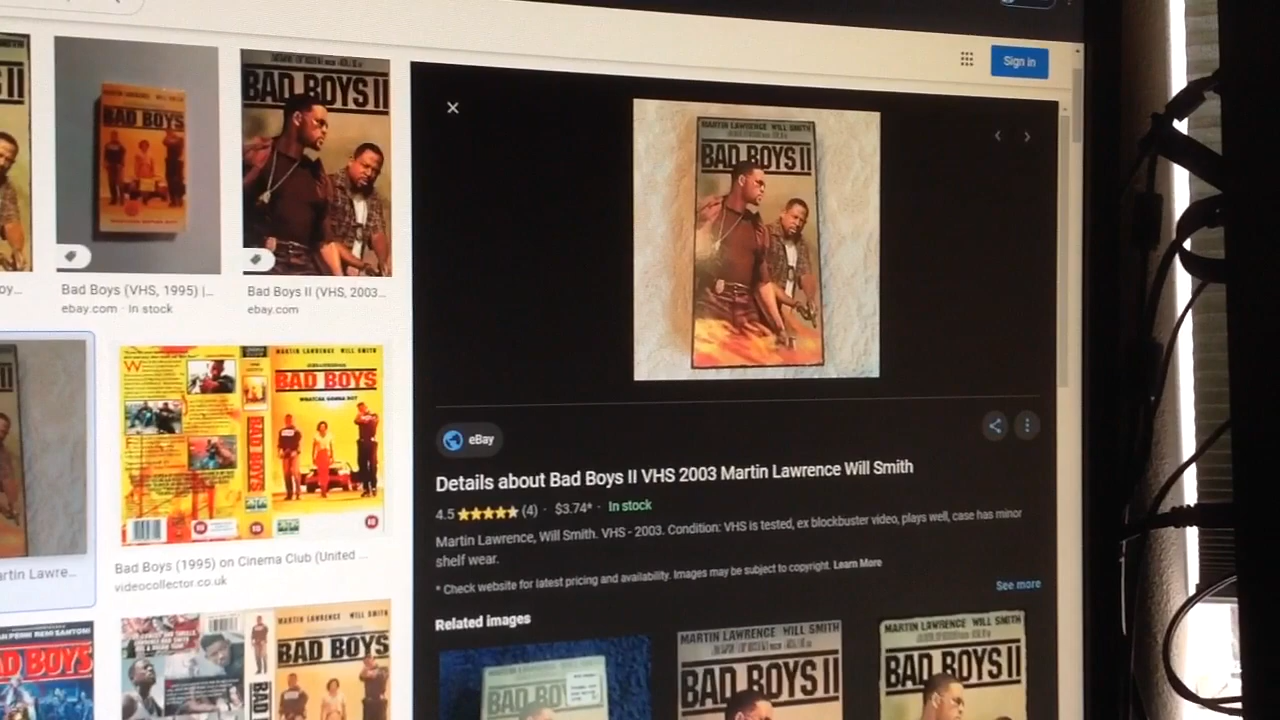 Sign in
BAD BOYS
BAD BOYS II
Bad Boys (VHS, 1995) |...
ebay.com · In stock
Bad Boys II (VHS, 2003...
ebay.com
MARTIN LAWRENCE WILL SMITH
BAD BOYS
WHATCHA GONNA DO?
BAD BOYS
Bad Boys (1995) on Cinema Club (United ...
videocollector.co.uk
artin Lawre...
BAD BOYS
MARTIN LAWRENCE WILL SMITH
BAD BOYS
MARTIN LAWRENCE WILL SMITH
BAD BOYS II
eBay
Details about Bad Boys II VHS 2003 Martin Lawrence Will Smith
4.5 (4) · $3.74* · In stock
Martin Lawrence, Will Smith. VHS - 2003. Condition: VHS is tested, ex blockbuster video, plays well, case has minor
shelf wear.
* Check website for latest pricing and availability. Images may be subject to copyright. Learn More
See more
Related images
BAD BOY
MARTIN LAWRENCE WILL SMITH
BAD BOYS II
MARTIN LAWRENCE WILL SMITH
BAD BOYS II